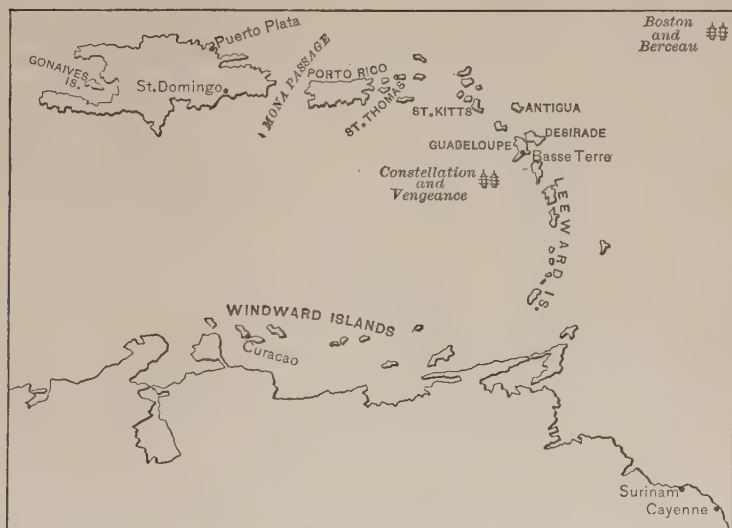 Boston
and
Berceau
Puerto Plata
GONAIVES
IS.
St. Domingo
MONA PASSAGE
PORTO RICO
ST. THOMAS
ST. KITTS
ANTIGUA
DESIRADE
GUADELOUPE
Basse Terre
Constellation
and
Vengeance
LEEWARD IS.
WINDWARD ISLANDS
Curacao
Surinam
Cayenne